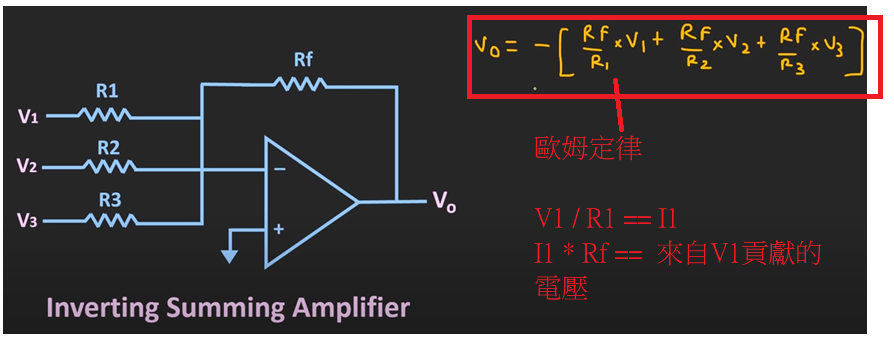 Vo = - [ RF/R1 × V1 + RF/R2 × V2 + RF/R3 × V3 ]
Rf
R1
V1
R2
V2
R3
V3
−
+
Vo
歐姆定律
V1 / R1 == I1
I1 * Rf == 來自V1貢獻的
電壓
Inverting Summing Amplifier